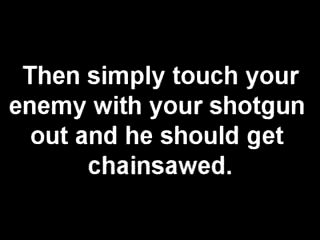 Then simply touch your
enemy with your shotgun
out and he should get
chainsawed.